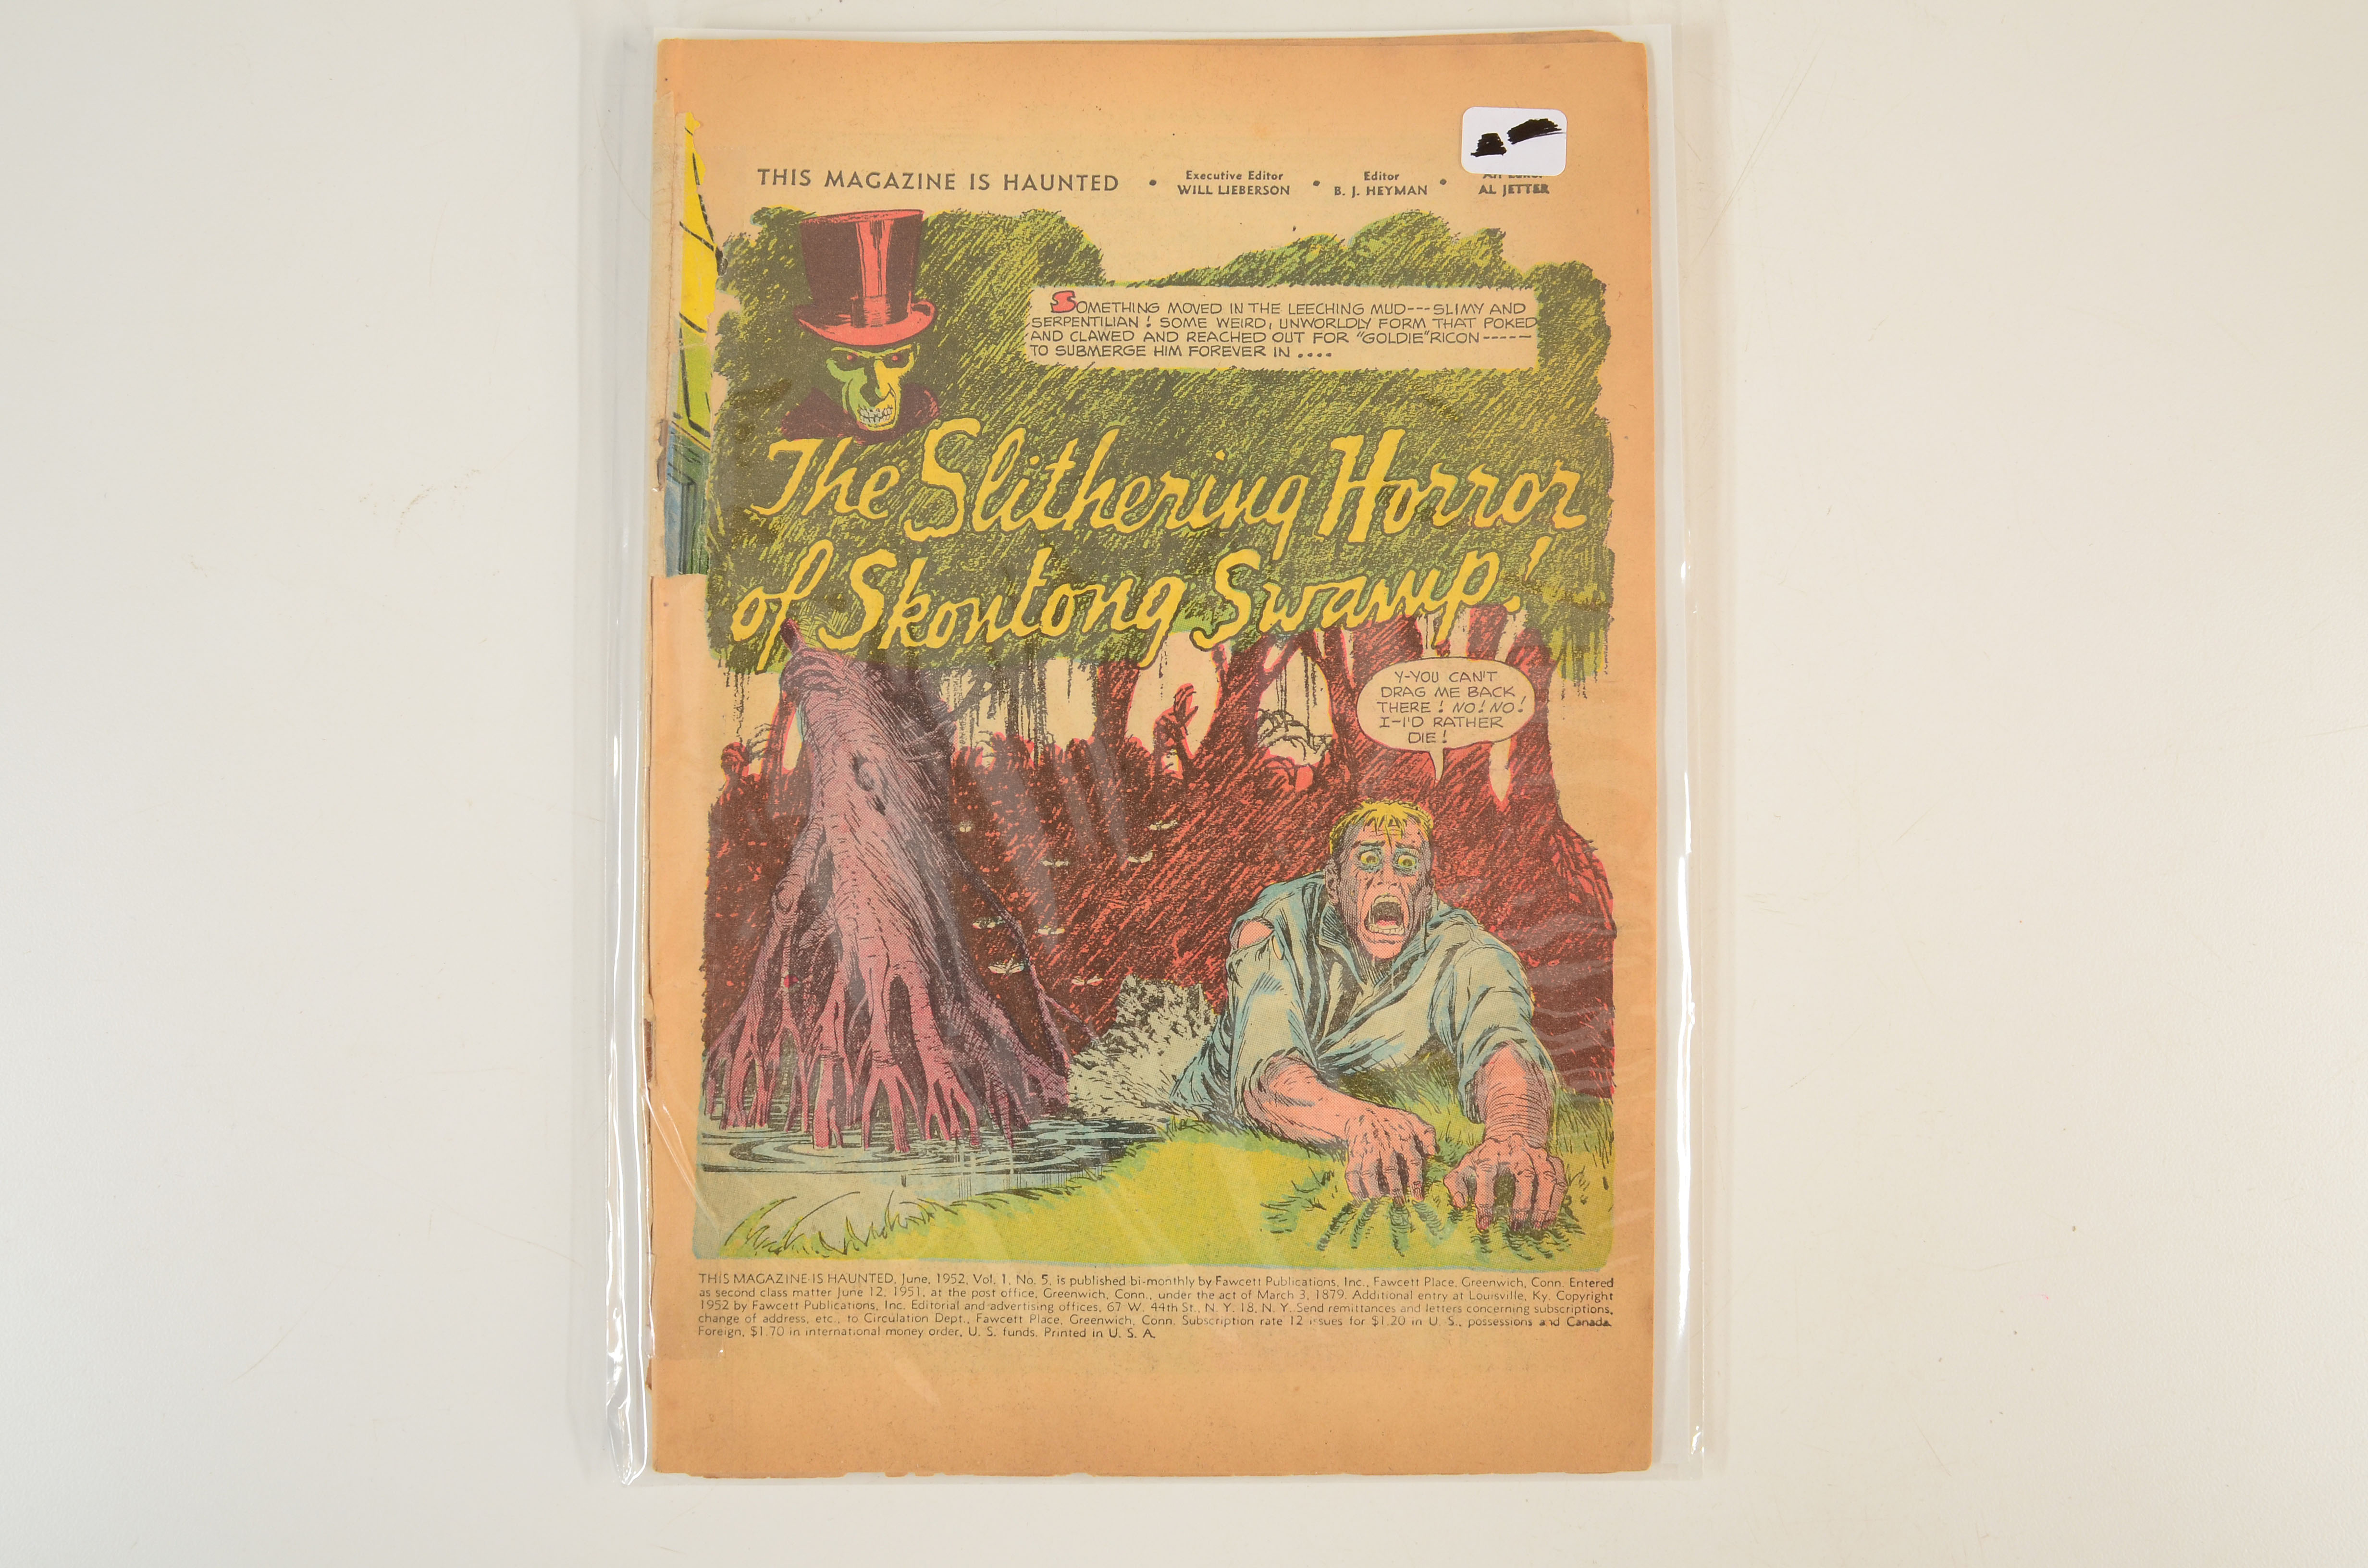 THIS MAGAZINE IS HAUNTED • Executive Editor • Editor •
WILL LIEBERSON B. J. HEYMAN AL JETTER
SOMETHING MOVED IN THE LEECHING MUD---SLIMY AND
SERPENTILIAN! SOME WEIRD, UNWORLDLY FORM THAT POKED
AND CLAWED AND REACHED OUT FOR "GOLDIE" RICON-----
TO SUBMERGE HIM FOREVER IN ....
The Slithering Horror
of Skontong Swamp!
Y-YOU CAN'T
DRAG ME BACK
THERE! NO! NO!
I-I'D RATHER
DIE!
THIS MAGAZINE IS HAUNTED, June, 1952, Vol. 1, No. 5, is published bi-monthly by Fawcett Publications, Inc., Fawcett Place, Greenwich, Conn. Entered
as second class matter June 12, 1951, at the post office, Greenwich, Conn., under the act of March 3, 1879. Additional entry at Louisville, Ky. Copyright
1952 by Fawcett Publications, Inc. Editorial and advertising offices, 67 W. 44th St., N. Y. 18, N. Y. Send remittances and letters concerning subscriptions,
change of address, etc., to Circulation Dept., Fawcett Place, Greenwich, Conn. Subscription rate 12 issues for $1.20 in U. S., possessions and Canada.
Foreign, $1.70 in international money order, U. S. funds. Printed in U. S. A.